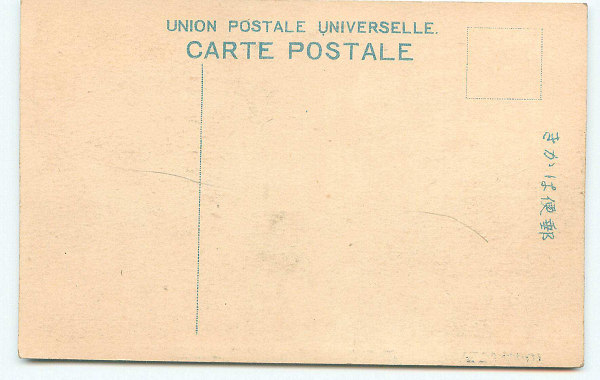 UNION POSTALE UNIVERSELLE.
CARTE POSTALE
郵便はかき